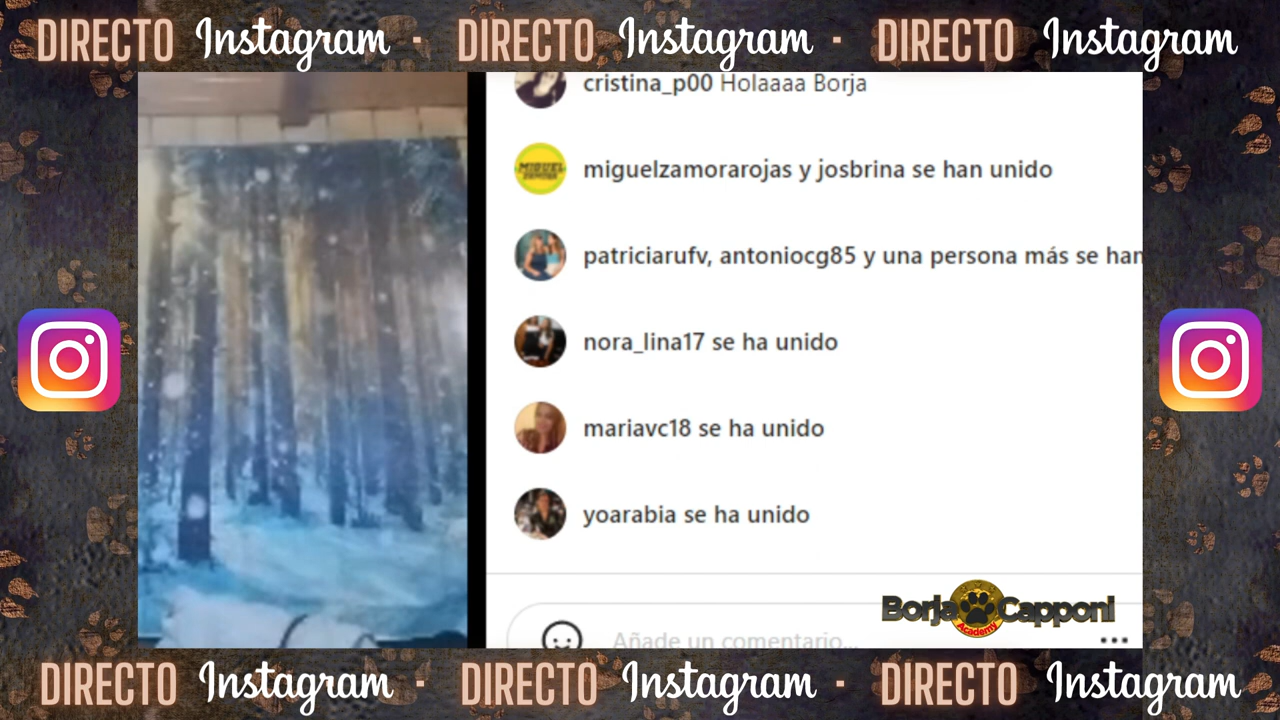 DIRECTO Instagram · DIRECTO Instagram · DIRECTO Instagram
cristina_p00 Holaaaa Borja
MIGUEL
miguelzamorarojas y josbrina se han unido
patriciarufv, antoniocg85 y una persona más se han
nora_lina17 se ha unido
mariavc18 se ha unido
yoarabia se ha unido
Borja Capponi
Academy
Añade un comentario...
DIRECTO Instagram · DIRECTO Instagram · DIRECTO Instagram